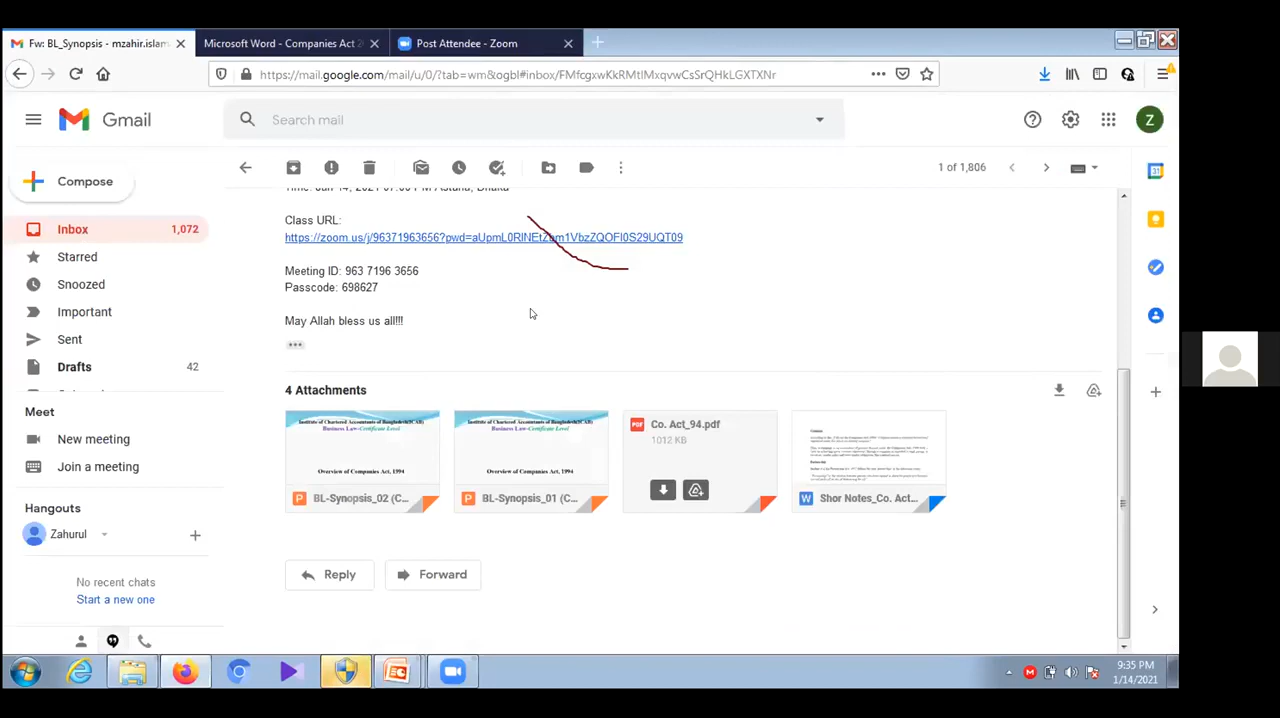 Fw: BL_Synopsis - mzahir.islam
Microsoft Word - Companies Act
Post Attendee - Zoom
https://mail.google.com/mail/u/0/?tab=wm&ogbl#inbox/FMfcgxwKkRMtlMxqvwCsSrQHkLGXTXNr
Gmail
Search mail
Z
Compose
1 of 1,806
Inbox 1,072
Starred
Snoozed
Important
Sent
Drafts 42
Meet
New meeting
Join a meeting
Hangouts
Zahurul
No recent chats
Start a new one
Class URL:
Meeting ID: 963 7196 3656
Passcode: 698627
May Allah bless us all!!!
4 Attachments
Institute of Chartered Accountants of Bangladesh(ICAB)
Business Law-Certificate Level
Overview of Companies Act, 1994
BL-Synopsis_02 (C...
Institute of Chartered Accountants of Bangladesh(ICAB)
Business Law-Certificate Level
Overview of Companies Act, 1994
BL-Synopsis_01 (C...
PDF
Co. Act_94.pdf
1012 KB
Shor Notes_Co. Act...
Reply
Forward
9:35 PM
1/14/2021